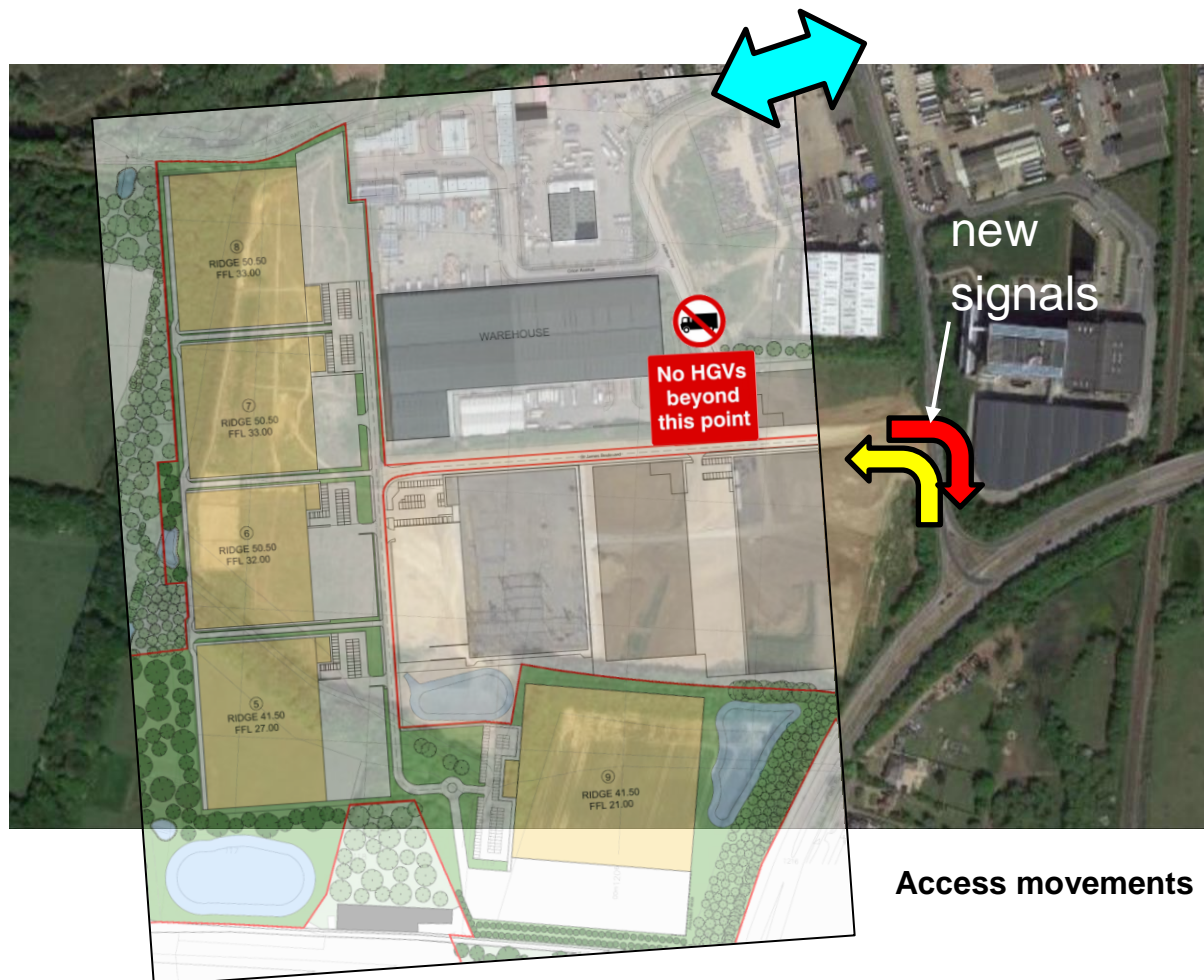 new
signals
⑧
RIDGE 50.50
FFL 33.00
WAREHOUSE
No HGVs
beyond
this point
⑦
RIDGE 50.50
FFL 33.00
⑥
RIDGE 50.50
FFL 32.00
⑤
RIDGE 41.50
FFL 27.00
⑨
RIDGE 41.50
FFL 21.00
Access movements